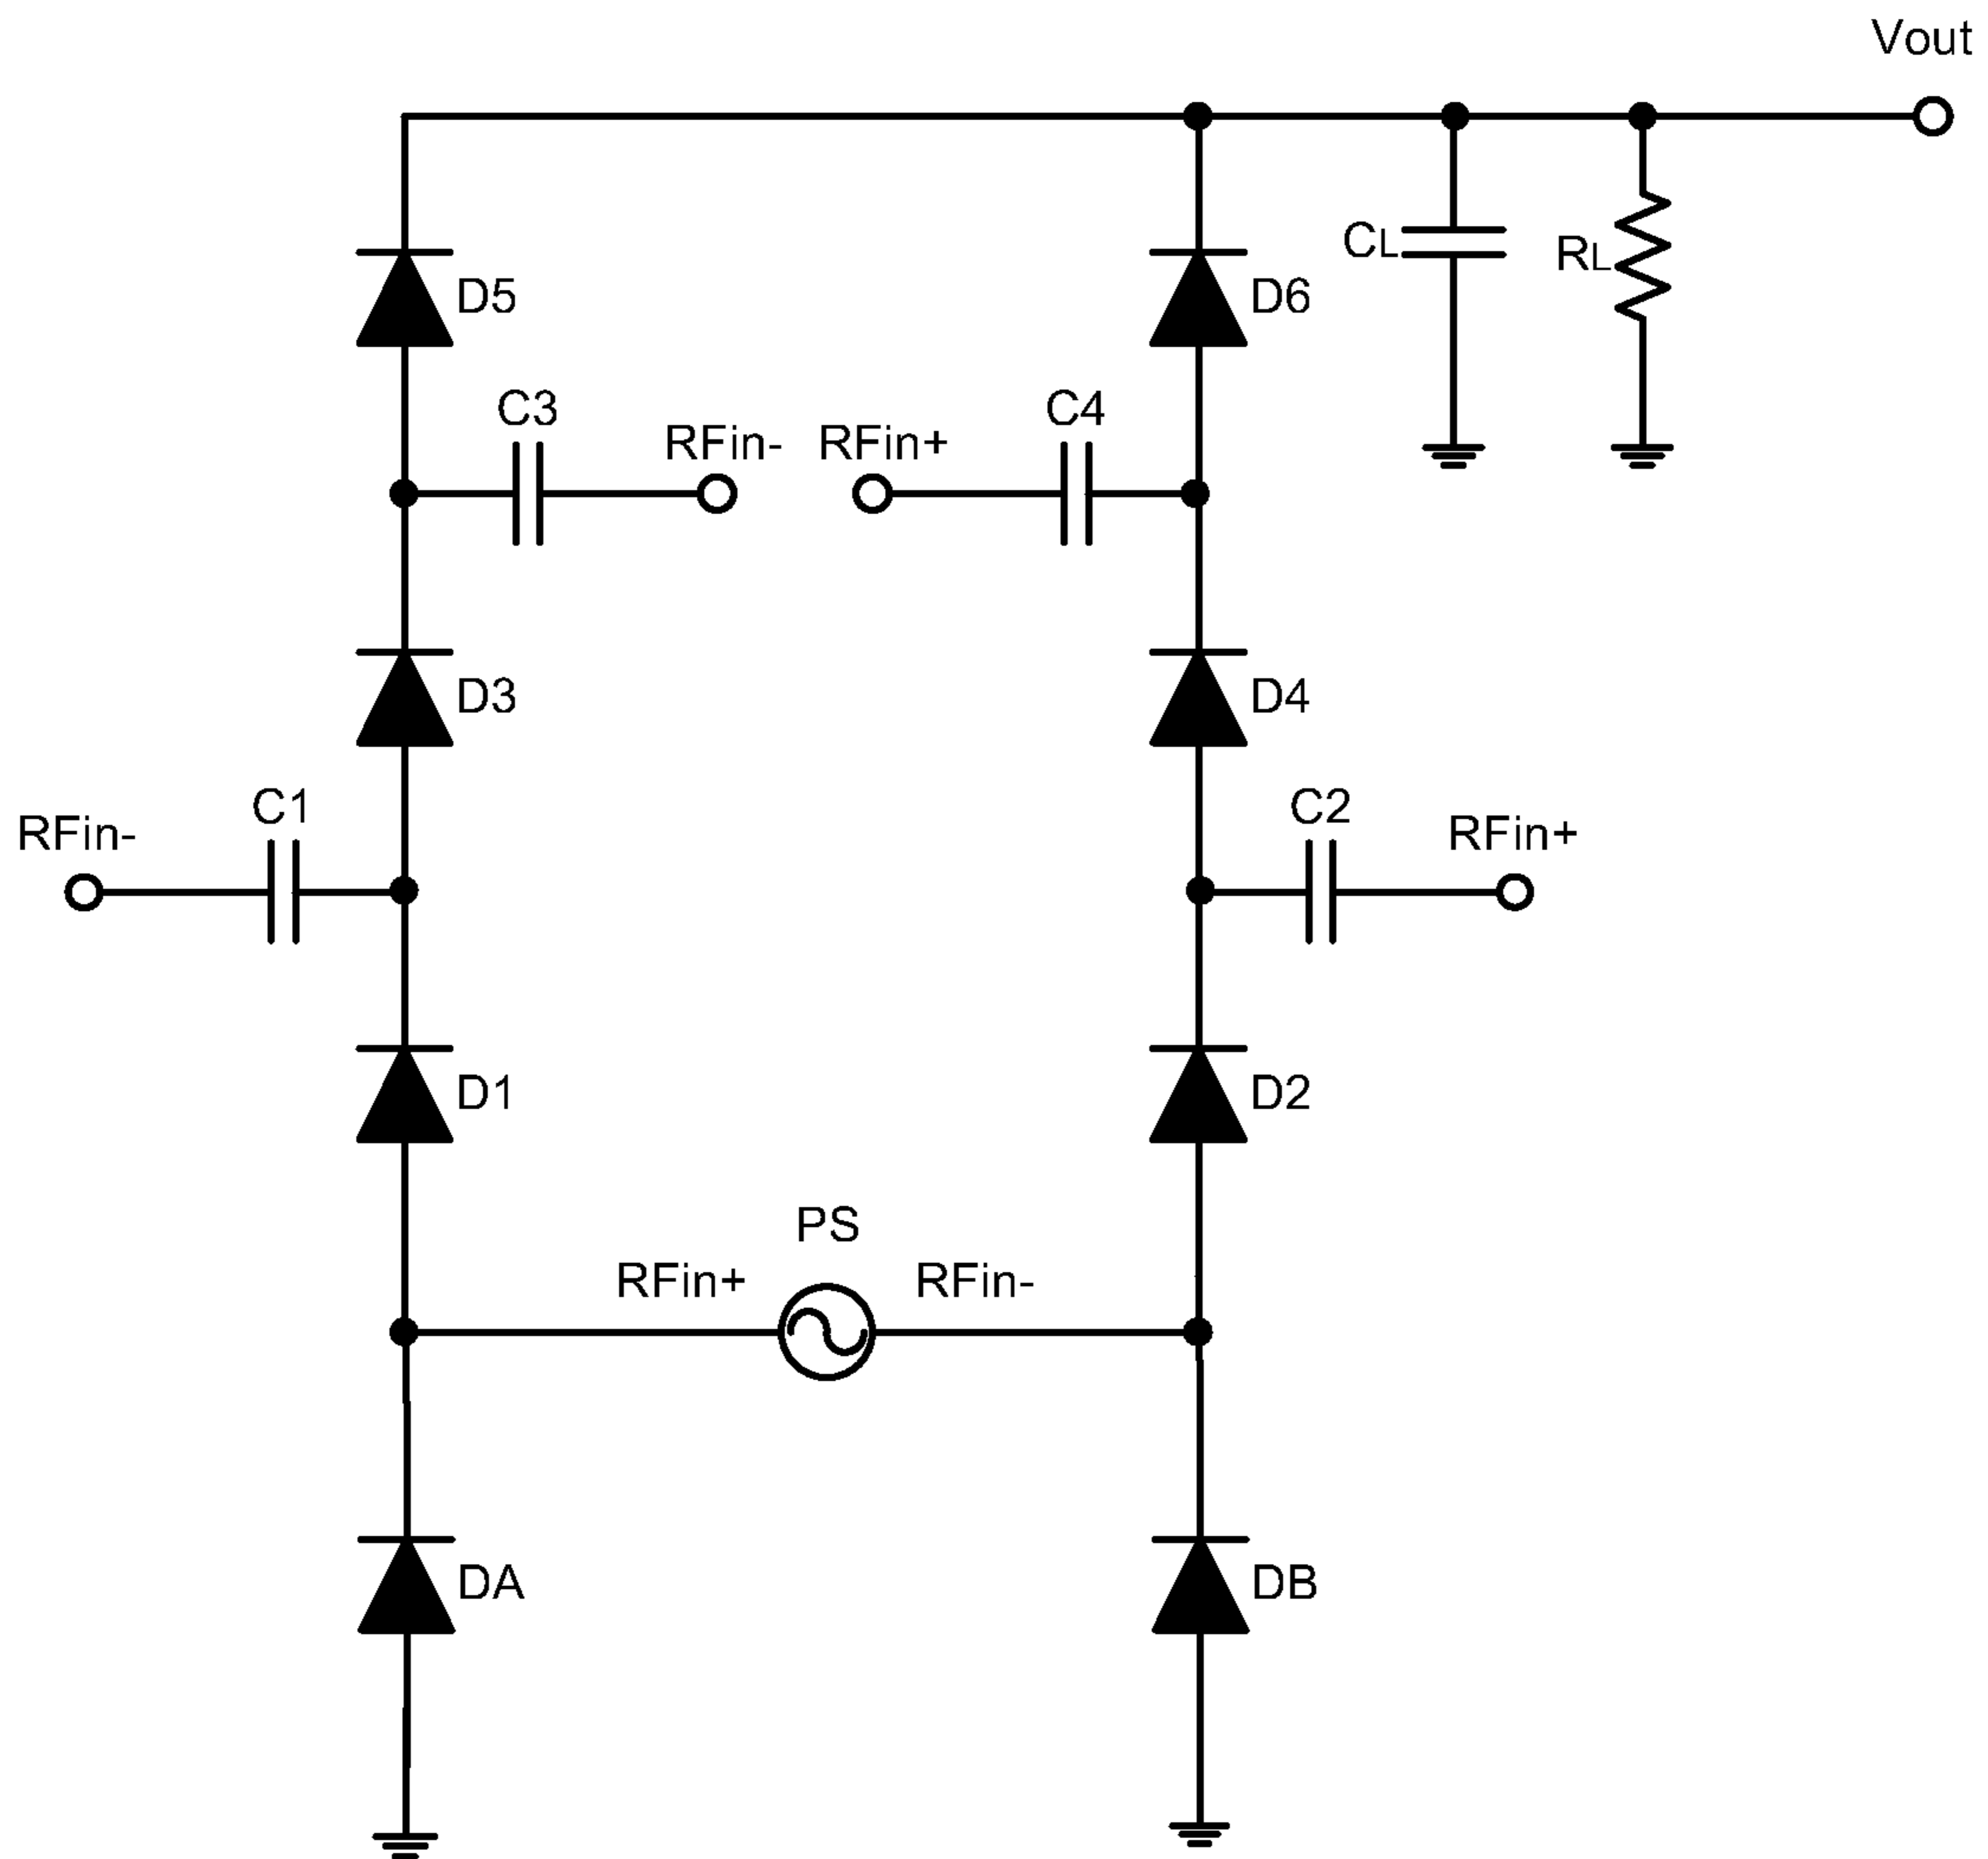 Vout
CL
RL
D5
D6
C3
C4
RFin-
RFin+
D3
D4
C1
C2
RFin-
RFin+
D1
D2
PS
RFin+
RFin-
DA
DB